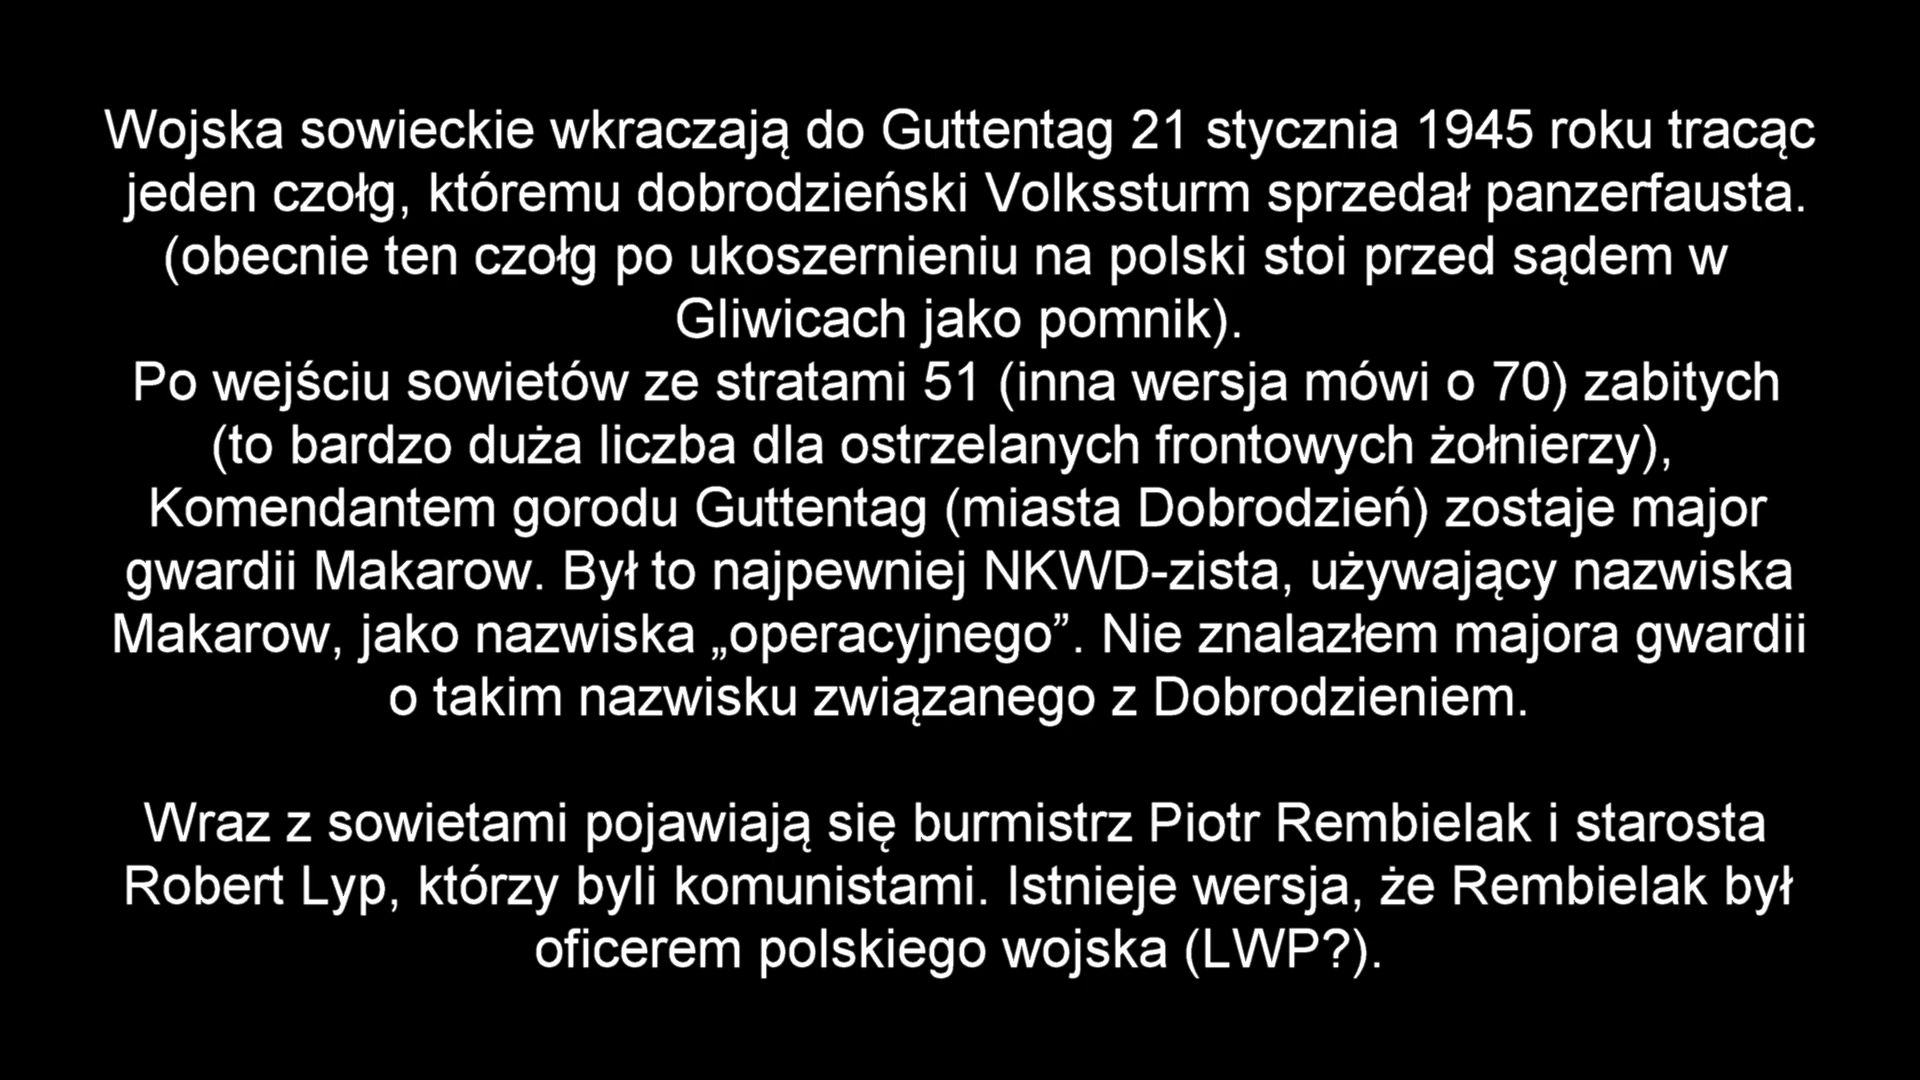 Wojska sowieckie wkraczają do Guttentag 21 stycznia 1945 roku tracąc
jeden czołg, któremu dobrodzieński Volkssturm sprzedał panzerfausta.
(obecnie ten czołg po ukoszernieniu na polski stoi przed sądem w
Gliwicach jako pomnik).
Po wejściu sowietów ze stratami 51 (inna wersja mówi o 70) zabitych
(to bardzo duża liczba dla ostrzelanych frontowych żołnierzy),
Komendantem gorodu Guttentag (miasta Dobrodzień) zostaje major
gwardii Makarow. Był to najpewniej NKWD-zista, używający nazwiska
Makarow, jako nazwiska „operacyjnego”. Nie znalazłem majora gwardii
o takim nazwisku związanego z Dobrodzieniem.
Wraz z sowietami pojawiają się burmistrz Piotr Rembielak i starosta
Robert Lyp, którzy byli komunistami. Istnieje wersja, że Rembielak był
oficerem polskiego wojska (LWP?).